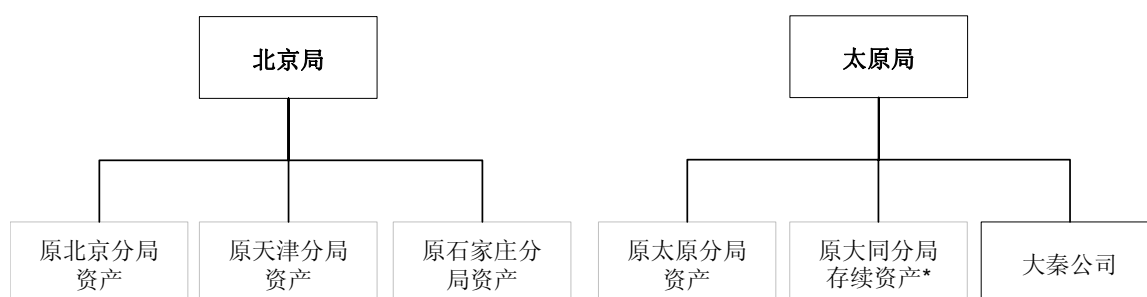 北京局
太原局
原北京分局
资产
原天津分局
资产
原石家庄分
局资产
原太原分局
资产
原大同分局
存续资产*
大秦公司